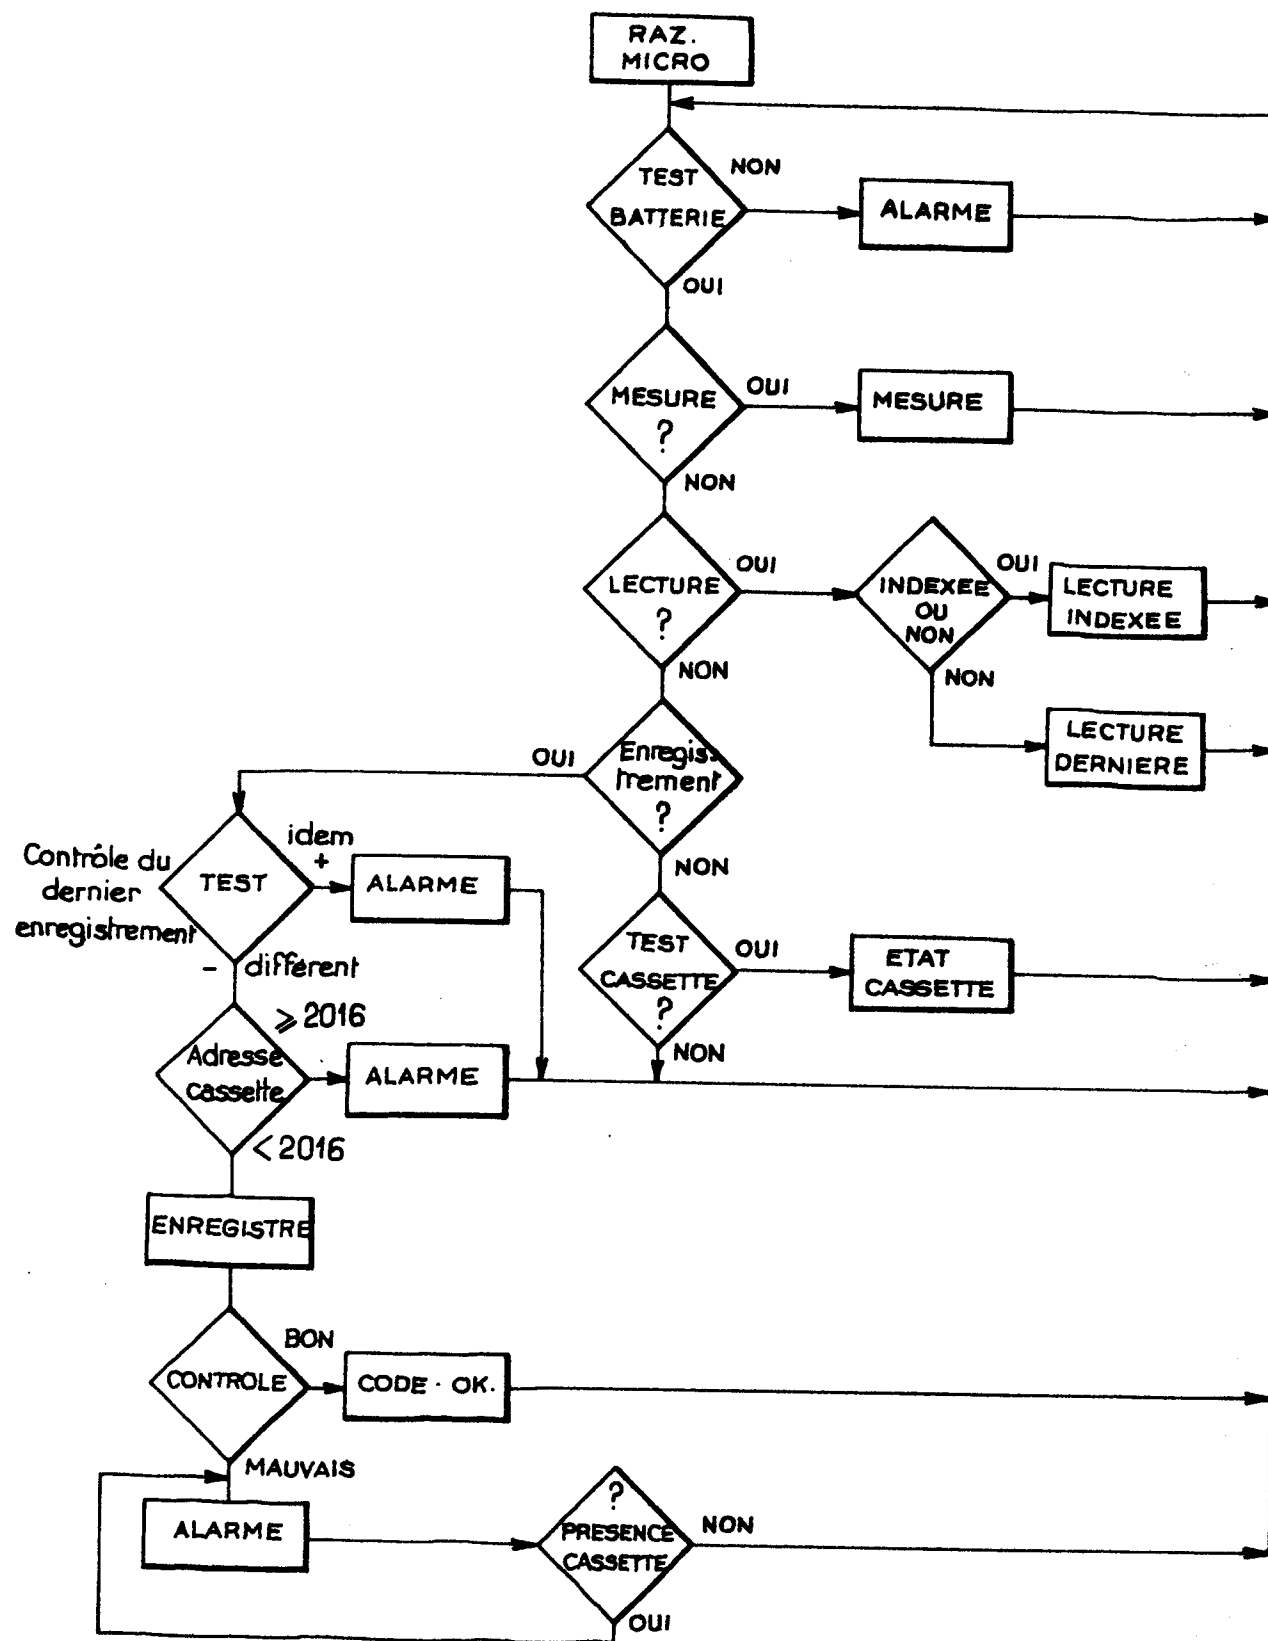 RAZ.
MICRO
TEST
BATTERIE
NON
ALARME
OUI
MESURE
?
OUI
MESURE
NON
LECTURE
?
OUI
INDEXEE
OU
NON
OUI
LECTURE
INDEXEE
NON
NON
LECTURE
DERNIERE
Enregis-
trement
?
OUI
NON
Contrôle du
dernier
enregistrement
TEST
idem
+
ALARME
- différent
TEST
CASSETTE
?
OUI
ETAT
CASSETTE
NON
Adresse
cassette
⩾ 2016
ALARME
< 2016
ENREGISTRE
CONTROLE
BON
CODE · OK.
MAUVAIS
ALARME
?
PRESENCE
CASSETTE
NON
OUI